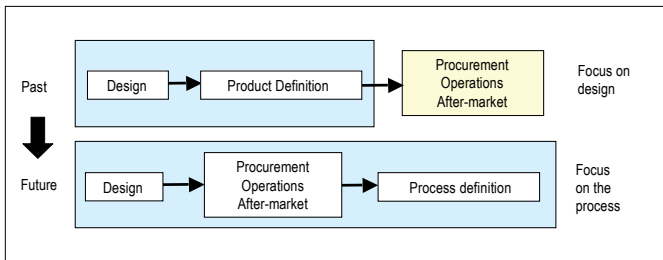 Past
Design
Product Definition
Procurement
Operations
After-market
Focus on
design
Future
Design
Procurement
Operations
After-market
Process definition
Focus
on the
process